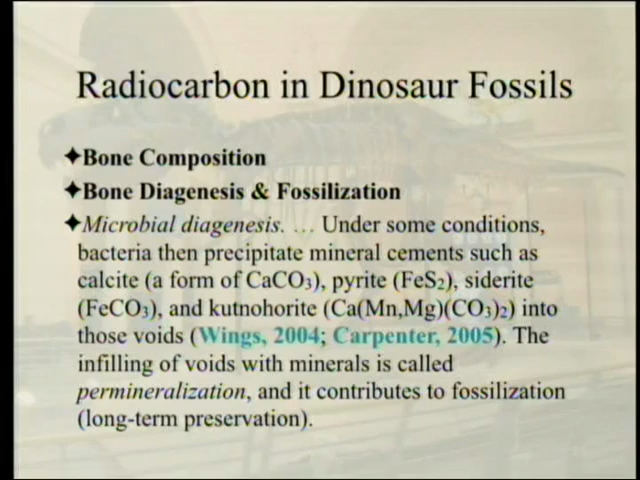 Radiocarbon in Dinosaur Fossils
✦Bone Composition
✦Bone Diagenesis & Fossilization
✦Microbial diagenesis. … Under some conditions,
bacteria then precipitate mineral cements such as
calcite (a form of CaCO₃), pyrite (FeS₂), siderite
(FeCO₃), and kutnohorite (Ca(Mn,Mg)(CO₃)₂) into
those voids (Wings, 2004; Carpenter, 2005). The
infilling of voids with minerals is called
permineralization, and it contributes to fossilization
(long-term preservation).